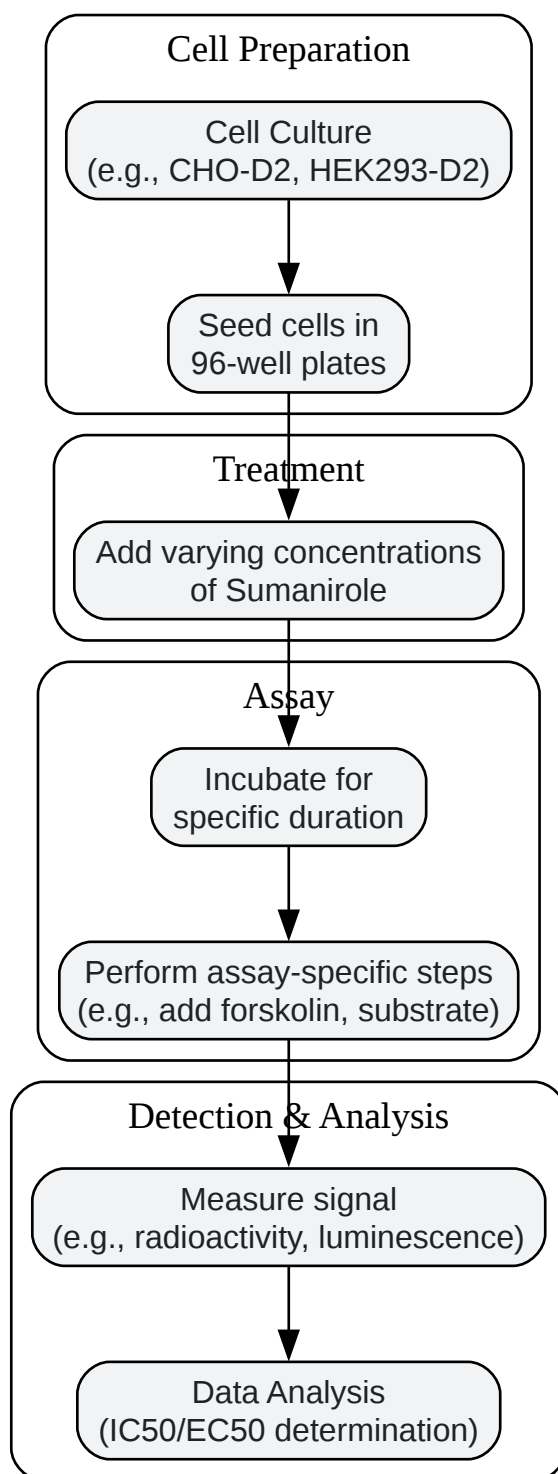 Cell Preparation
Cell Culture
(e.g., CHO-D2, HEK293-D2)
Seed cells in
96-well plates
Treatment
Add varying concentrations
of Sumanirole
Assay
Incubate for
specific duration
Perform assay-specific steps
(e.g., add forskolin, substrate)
Detection & Analysis
Measure signal
(e.g., radioactivity, luminescence)
Data Analysis
(IC50/EC50 determination)